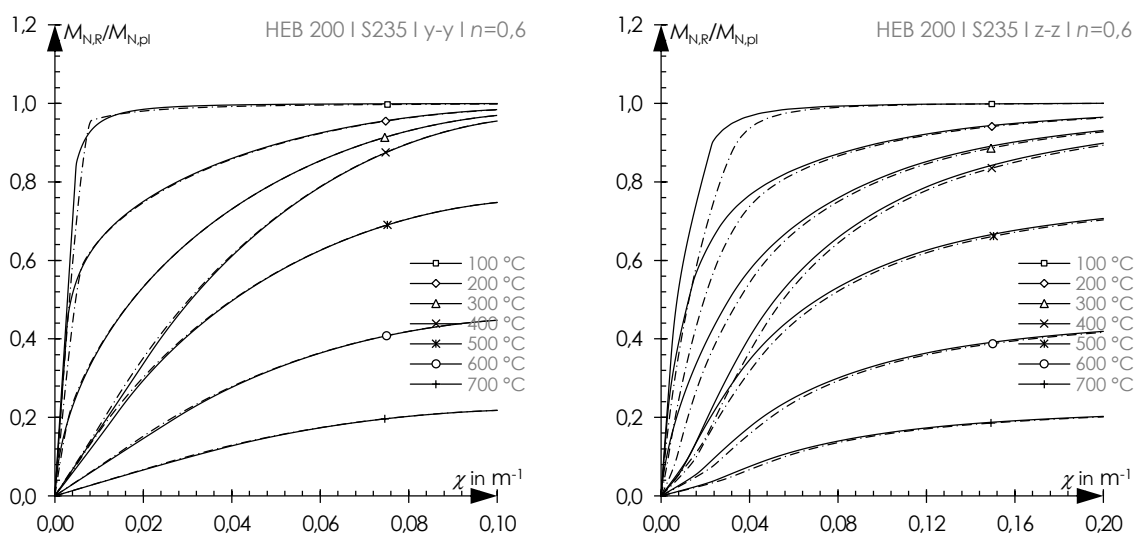 1,2
M_N,R/M_N,pl
HEB 200 I S235 I y-y I n=0,6
1,0
0,8
0,6
0,4
0,2
0,0
100 °C
200 °C
300 °C
400 °C
500 °C
600 °C
700 °C
χ in m⁻¹
0,00 0,02 0,04 0,06 0,08 0,10
1,2
M_N,R/M_N,pl
HEB 200 I S235 I z-z I n=0,6
1,0
0,8
0,6
0,4
0,2
0,0
100 °C
200 °C
300 °C
400 °C
500 °C
600 °C
700 °C
χ in m⁻¹
0,00 0,04 0,08 0,12 0,16 0,20